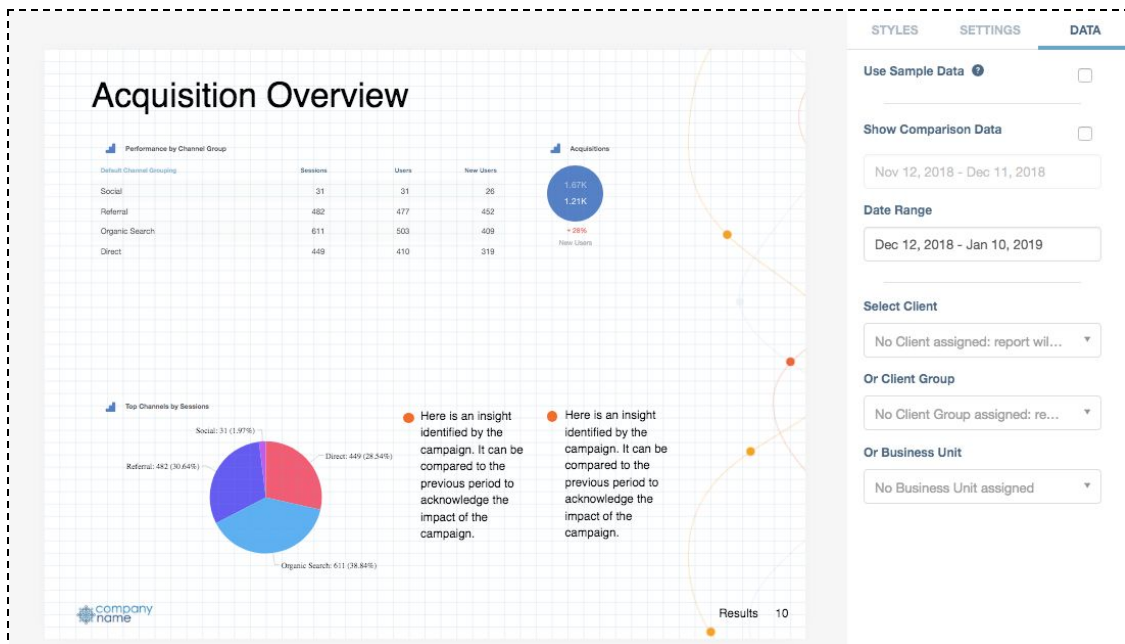 STYLES SETTINGS DATA
Acquisition Overview
Performance by Channel Group
Default Channel Grouping Sessions Users New Users
Social 31 31 26
Referral 482 477 452
Organic Search 611 503 409
Direct 449 410 319
Acquisitions
1.67K
1.21K
28%
New Users
Top Channels by Sessions
Social: 31 (1.97%)
Referral: 482 (30.64%)
Direct: 449 (28.54%)
Organic Search: 611 (38.84%)
Here is an insight
identified by the
campaign. It can be
compared to the
previous period to
acknowledge the
impact of the
campaign.
Here is an insight
identified by the
campaign. It can be
compared to the
previous period to
acknowledge the
impact of the
campaign.
company
name
Results 10
Use Sample Data ?
Show Comparison Data
Nov 12, 2018 - Dec 11, 2018
Date Range
Dec 12, 2018 - Jan 10, 2019
Select Client
No Client assigned: report wil...
Or Client Group
No Client Group assigned: re...
Or Business Unit
No Business Unit assigned